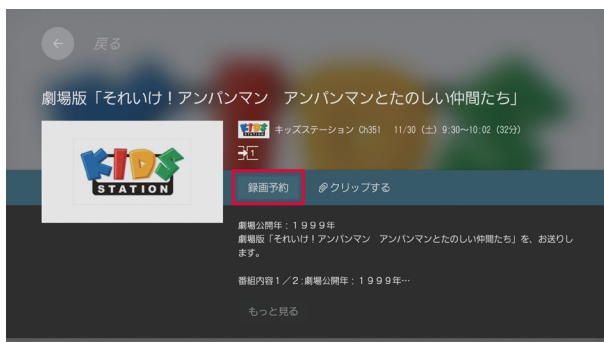 戻る
劇場版「それいけ！アンパンマン　アンパンマンとたのしい仲間たち」
KIDS STATION キッズステーション Ch351　11/30（土）9:30～10:02（32分）
1
KIDS
STATION
録画予約　クリップする
劇場公開年：１９９９年
劇場版「それいけ！アンパンマン　アンパンマンとたのしい仲間たち」を、お送りし
ます。
番組内容１／２:劇場公開年：１９９９年…
もっと見る